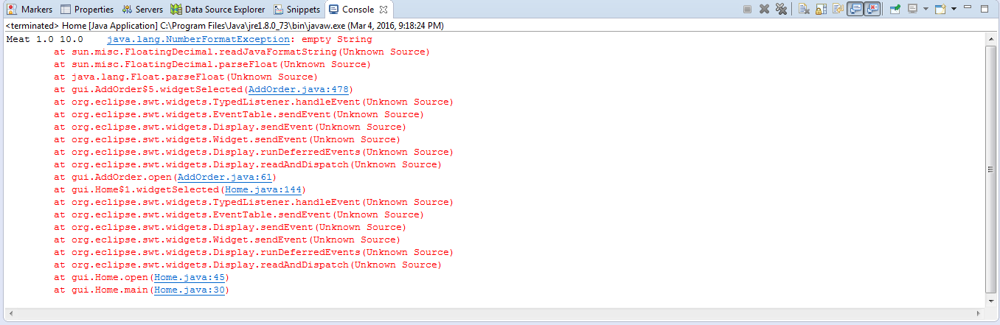 Markers Properties Servers Data Source Explorer Snippets Console
<terminated> Home [Java Application] C:\Program Files\Java\jre1.8.0_73\bin\javaw.exe (Mar 4, 2016, 9:18:24 PM)
Meat 1.0 10.0 java.lang.NumberFormatException: empty String
at sun.misc.FloatingDecimal.readJavaFormatString(Unknown Source)
at sun.misc.FloatingDecimal.parseFloat(Unknown Source)
at java.lang.Float.parseFloat(Unknown Source)
at gui.AddOrder$5.widgetSelected(AddOrder.java:478)
at org.eclipse.swt.widgets.TypedListener.handleEvent(Unknown Source)
at org.eclipse.swt.widgets.EventTable.sendEvent(Unknown Source)
at org.eclipse.swt.widgets.Display.sendEvent(Unknown Source)
at org.eclipse.swt.widgets.Widget.sendEvent(Unknown Source)
at org.eclipse.swt.widgets.Display.runDeferredEvents(Unknown Source)
at org.eclipse.swt.widgets.Display.readAndDispatch(Unknown Source)
at gui.AddOrder.open(AddOrder.java:61)
at gui.Home$1.widgetSelected(Home.java:144)
at org.eclipse.swt.widgets.TypedListener.handleEvent(Unknown Source)
at org.eclipse.swt.widgets.EventTable.sendEvent(Unknown Source)
at org.eclipse.swt.widgets.Display.sendEvent(Unknown Source)
at org.eclipse.swt.widgets.Widget.sendEvent(Unknown Source)
at org.eclipse.swt.widgets.Display.runDeferredEvents(Unknown Source)
at org.eclipse.swt.widgets.Display.readAndDispatch(Unknown Source)
at gui.Home.open(Home.java:45)
at gui.Home.main(Home.java:30)